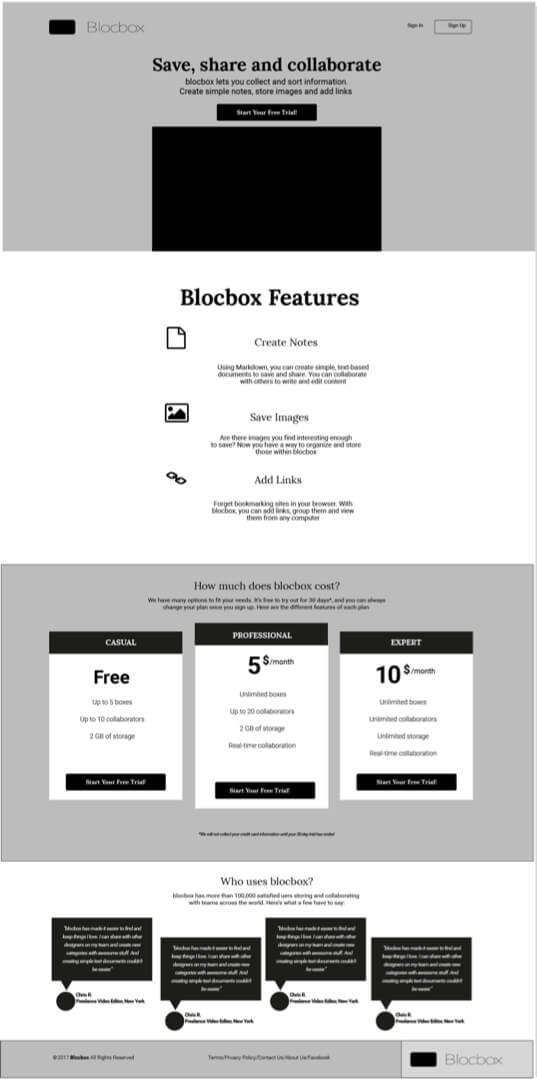 Blocbox
Sign In
Sign Up
Save, share and collaborate
blocbox lets you collect and sort information.
Create simple notes, store images and add links
Start Your Free Trial!
Blocbox Features
Create Notes
Using Markdown, you can create simple, text-based
documents to save and share. You can collaborate
with others to write and edit content
Save Images
Are there images you find interesting enough
to save? Now you have a way to organize and store
those within blocbox
Add Links
Forget bookmarking sites in your browser. With
blocbox, you can add links, group them and view
them from any computer
How much does blocbox cost?
We have many options to fit your needs. It's free to try out for 30 days*, and you can always
change your plan once you sign up. Here are the different features of each plan
CASUAL
Free
Up to 5 boxes
Up to 10 collaborators
2 GB of storage
Start Your Free Trial!
PROFESSIONAL
5$/month
Unlimited boxes
Up to 20 collaborators
2 GB of storage
Real-time collaboration
Start Your Free Trial!
EXPERT
10$/month
Unlimited boxes
Unlimited collaborators
Unlimited storage
Real-time collaboration
Start Your Free Trial!
*We will not collect your credit card information until your 30 day trial has ended
Who uses blocbox?
blocbox has more than 100,000 satisfied uers storing and collaborating
with teams across the world. Here's what a few have to say:
"blocbox has made it easier to find and
keep things I love. I can share with other
designers on my team and create new
categories with awesome stuff. And
creating simple text documents couldn't
be easier"
Chris R.
Freelance Video Editor, New York
"blocbox has made it easier to find and
keep things I love. I can share with other
designers on my team and create new
categories with awesome stuff. And
creating simple text documents couldn't
be easier"
Chris R.
Freelance Video Editor, New York
"blocbox has made it easier to find and
keep things I love. I can share with other
designers on my team and create new
categories with awesome stuff. And
creating simple text documents couldn't
be easier"
Chris R.
Freelance Video Editor, New York
"blocbox has made it easier to find and
keep things I love. I can share with other
designers on my team and create new
categories with awesome stuff. And
creating simple text documents couldn't
be easier"
Chris R.
Freelance Video Editor, New York
©2017 Blocbox All Rights Reserved
Terms/Privacy Policy/Contact Us/About Us/Facebook
Blocbox